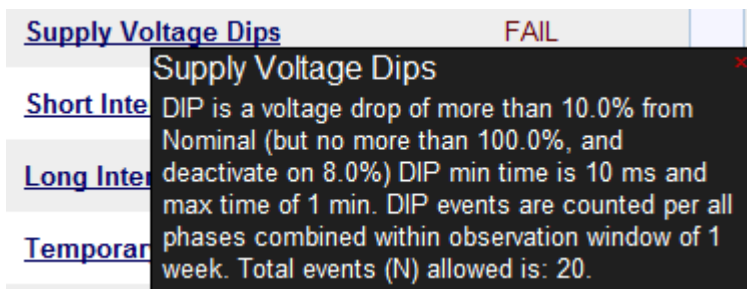 Supply Voltage Dips FAIL
Supply Voltage Dips ×
DIP is a voltage drop of more than 10.0% from
Short Inte
Nominal (but no more than 100.0%, and
deactivate on 8.0%) DIP min time is 10 ms and
Long Inter
max time of 1 min. DIP events are counted per all
phases combined within observation window of 1
Temporar
week. Total events (N) allowed is: 20.